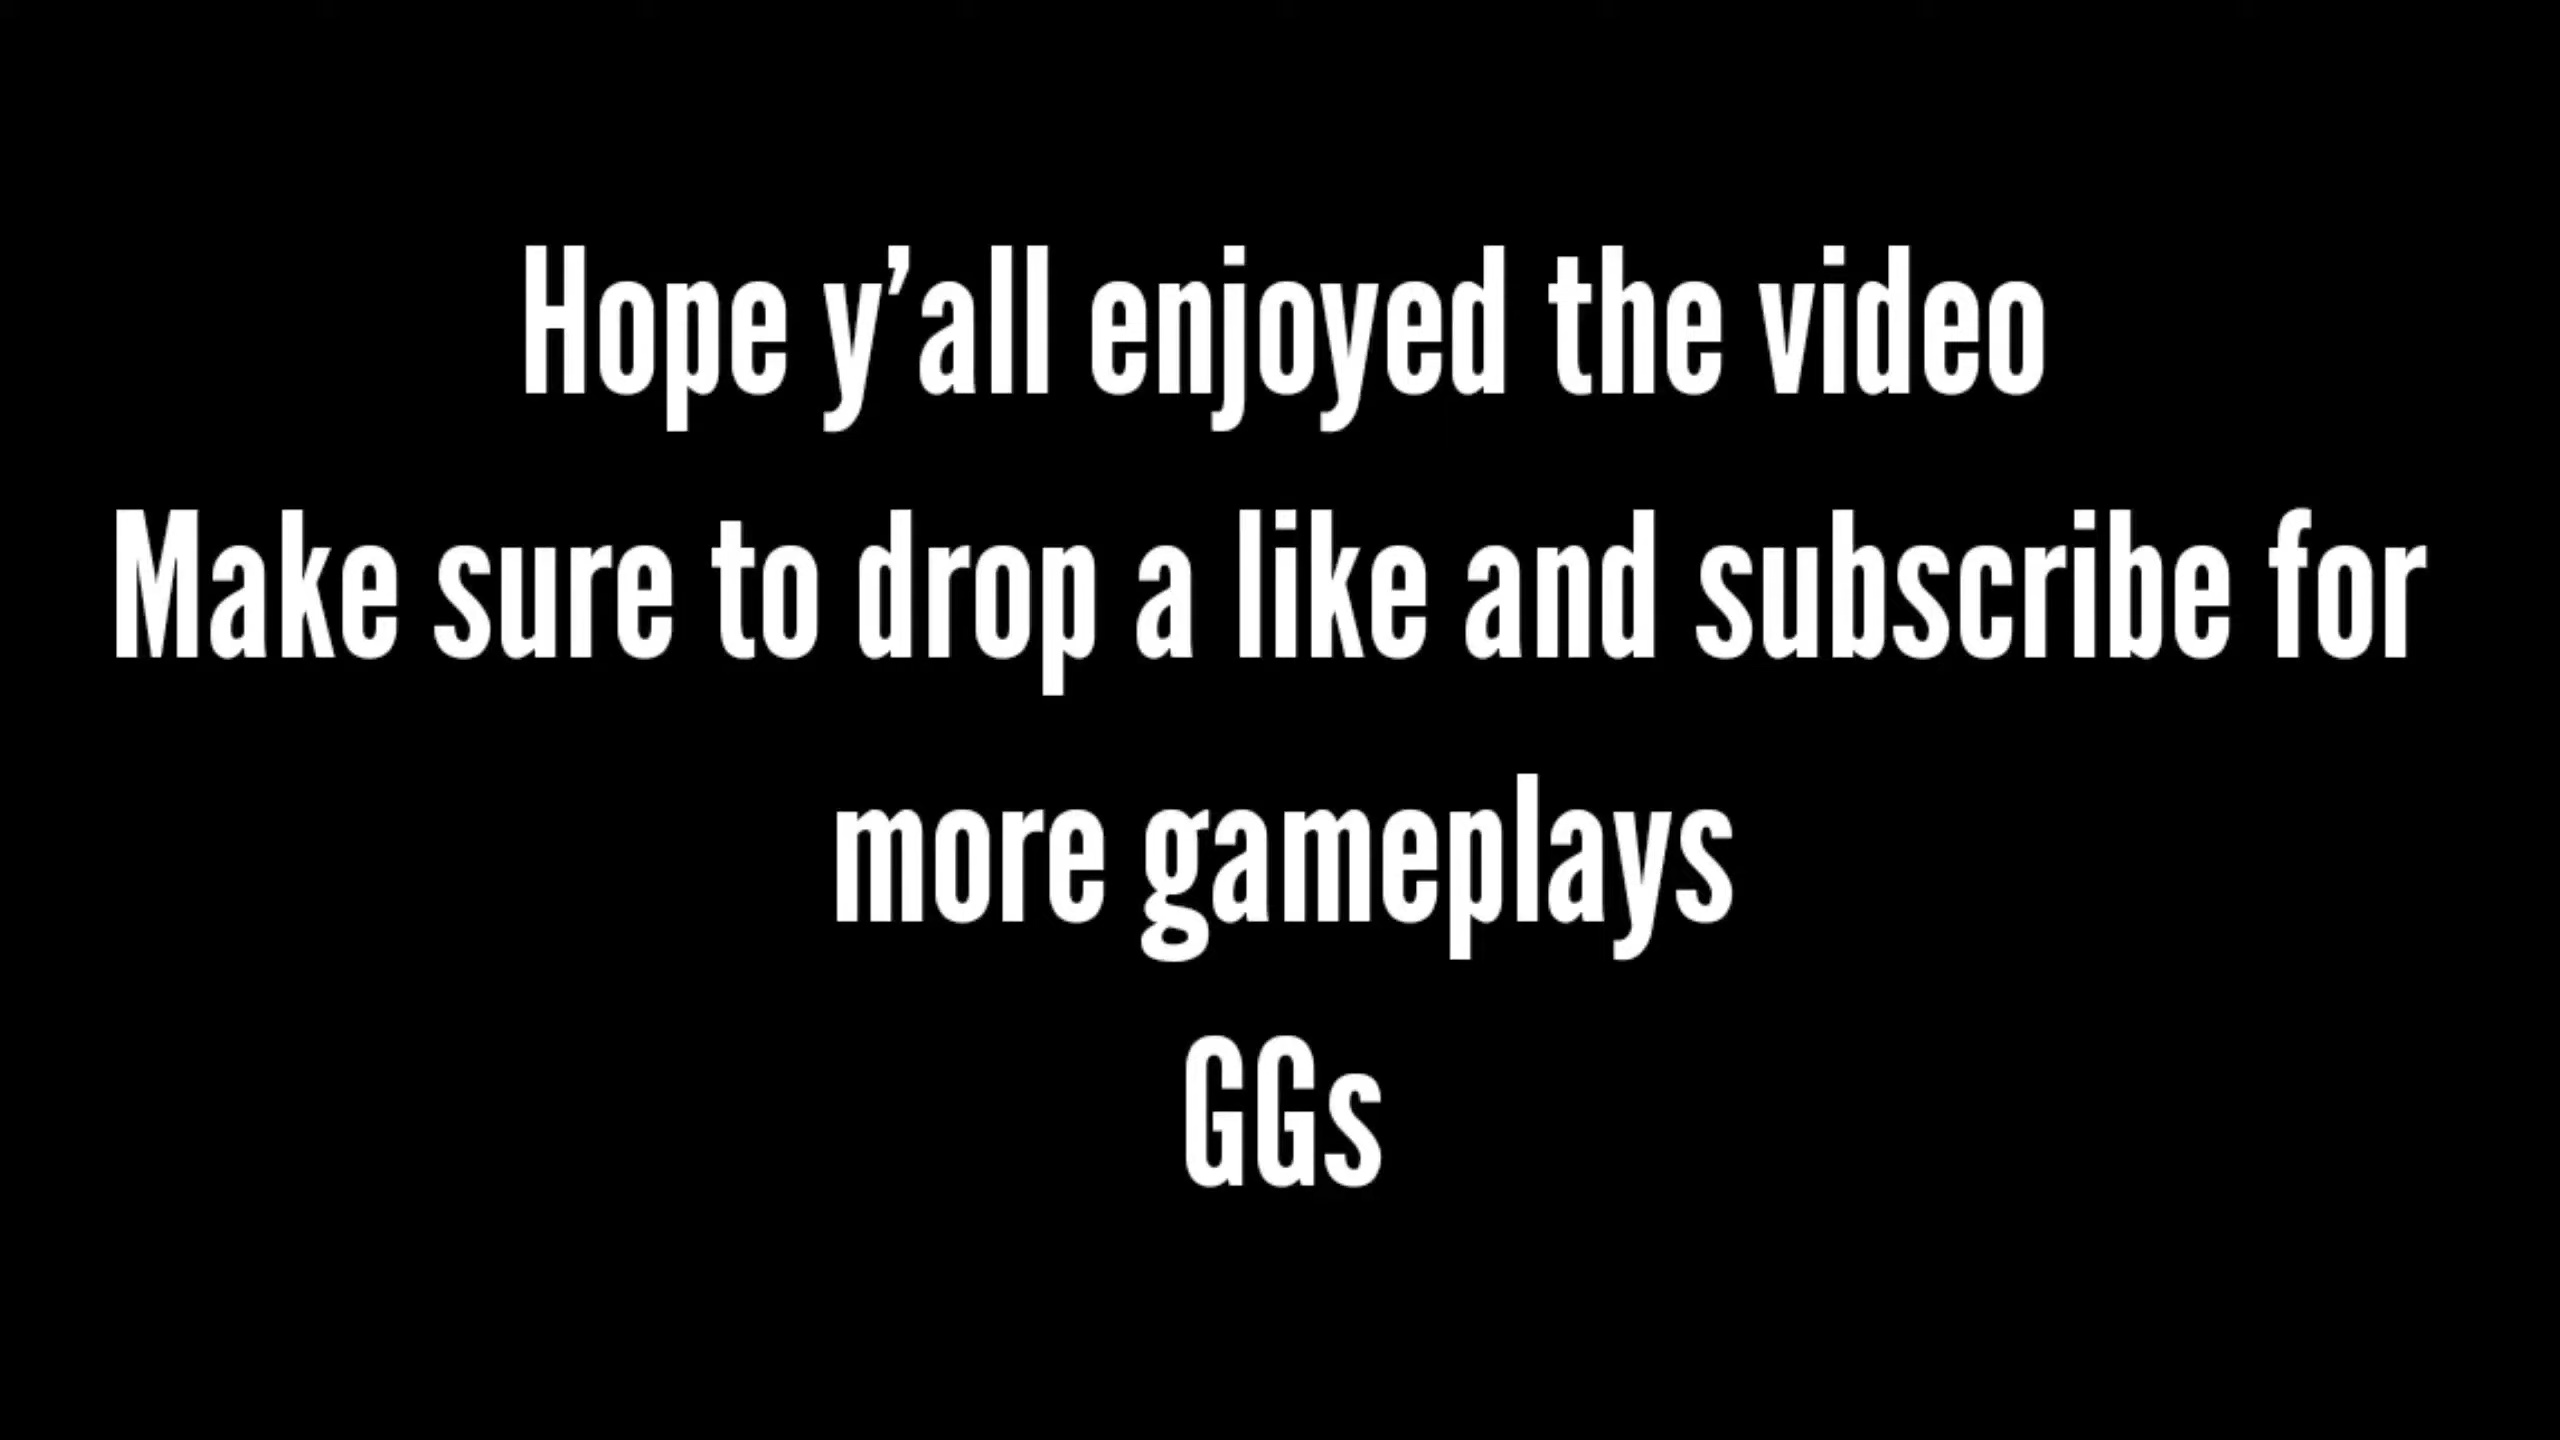 Hope y’all enjoyed the video
Make sure to drop a like and subscribe for
more gameplays
GGs